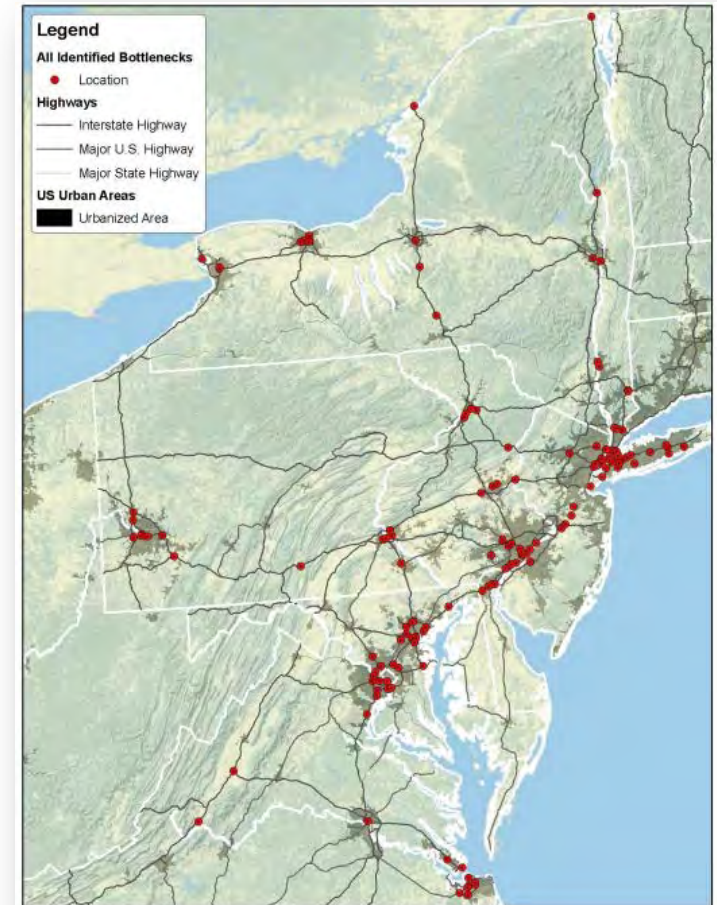 Legend
All Identified Bottlenecks
Location
Highways
Interstate Highway
Major U.S. Highway
Major State Highway
US Urban Areas
Urbanized Area